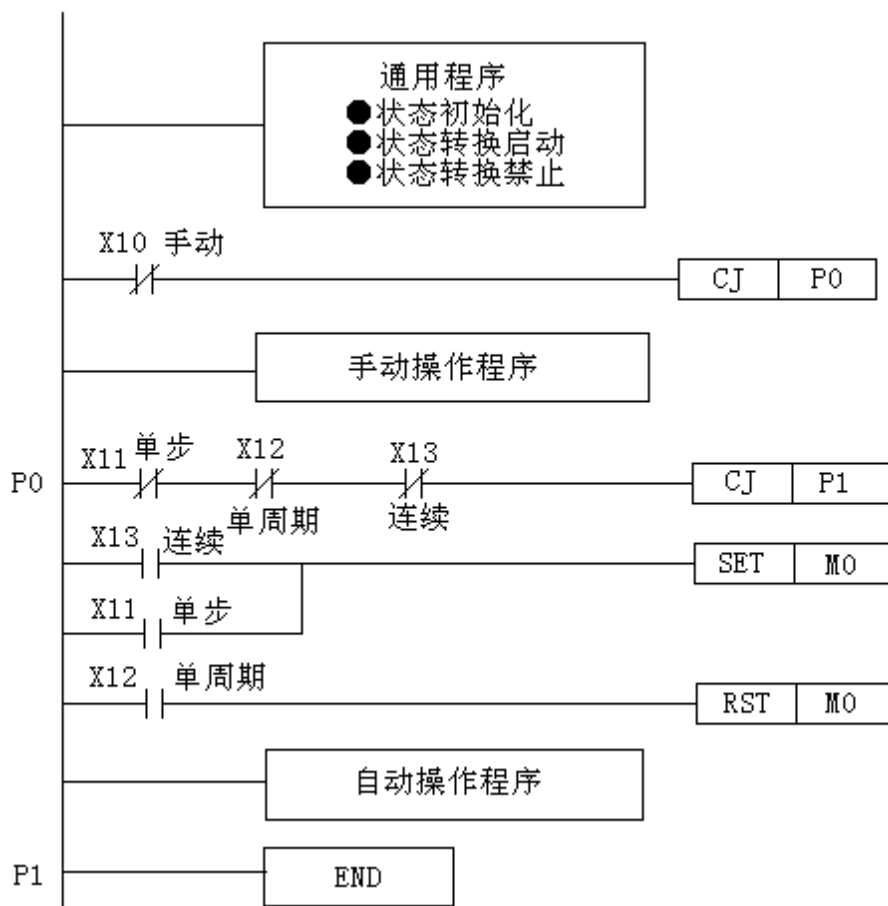 通用程序
●状态初始化
●状态转换启动
●状态转换禁止
X10 手动
CJ P0
手动操作程序
X11 单步 X12 X13
P0 CJ P1
单周期 连续
X13 连续
SET M0
X11 单步
X12 单周期
RST M0
自动操作程序
P1 END